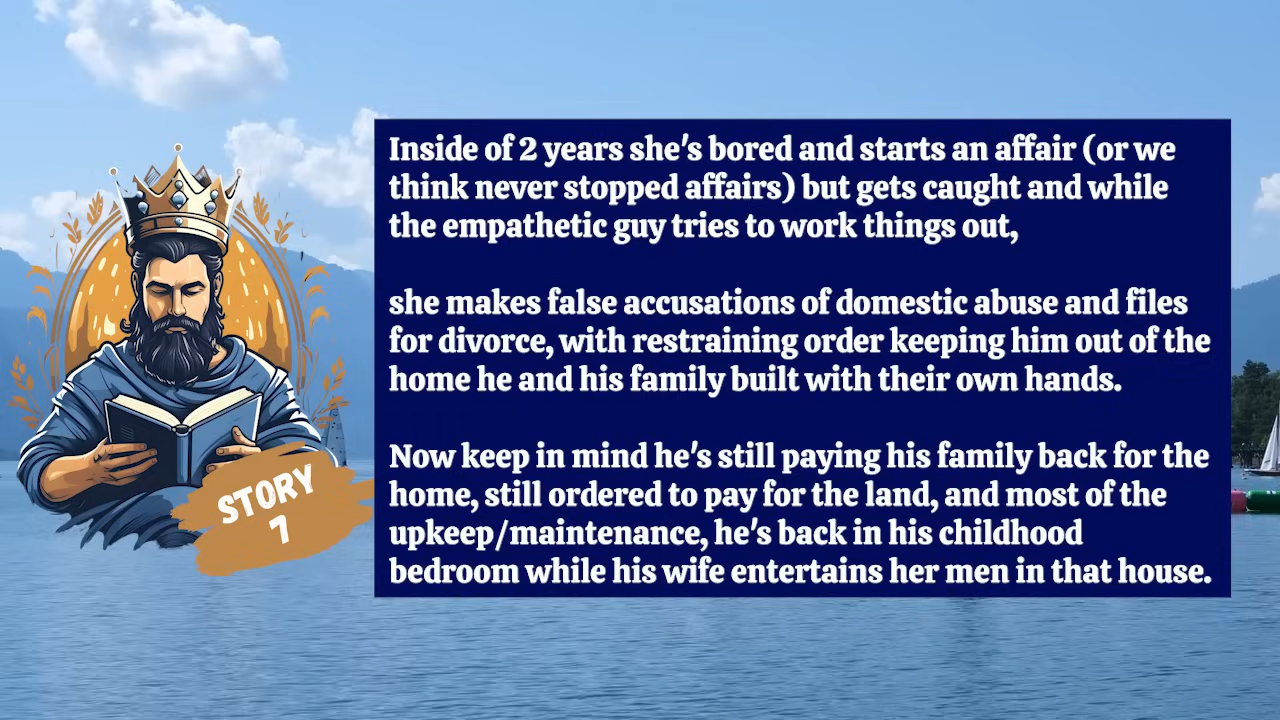 Inside of 2 years she's bored and starts an affair (or we
think never stopped affairs) but gets caught and while
the empathetic guy tries to work things out,
she makes false accusations of domestic abuse and files
for divorce, with restraining order keeping him out of the
home he and his family built with their own hands.
Now keep in mind he's still paying his family back for the
home, still ordered to pay for the land, and most of the
upkeep/maintenance, he's back in his childhood
bedroom while his wife entertains her men in that house.
STORY
7